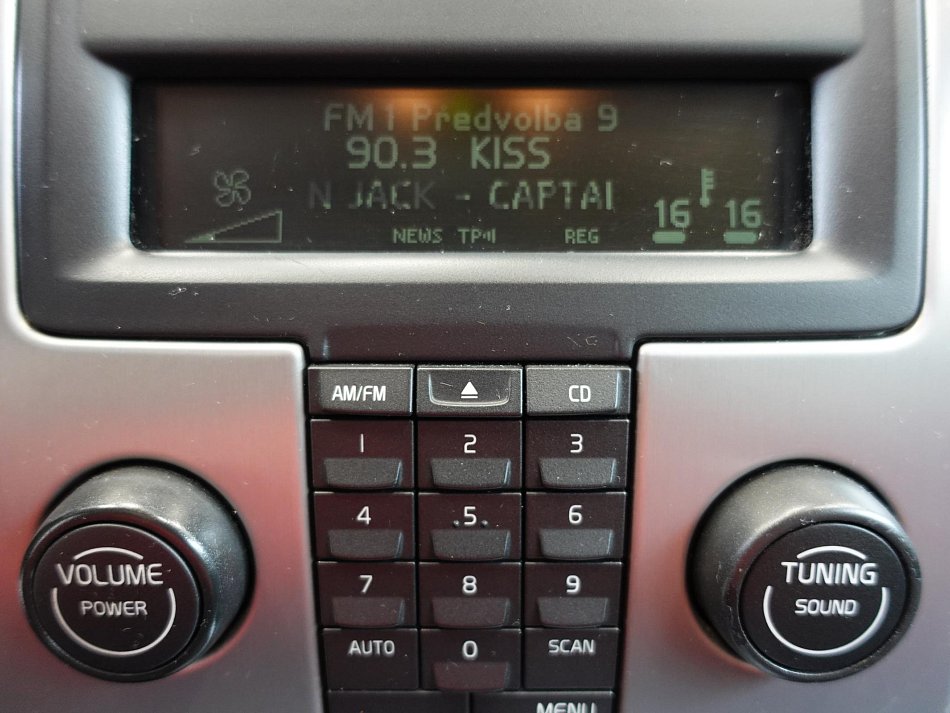 FM1 Předvolba 9
90.3 KISS
N JACK - CAPTAI
16 16
NEWS TP REG
AM/FM CD
1 2 3
4 5 6
7 8 9
AUTO 0 SCAN
MENU
VOLUME
POWER
TUNING
SOUND